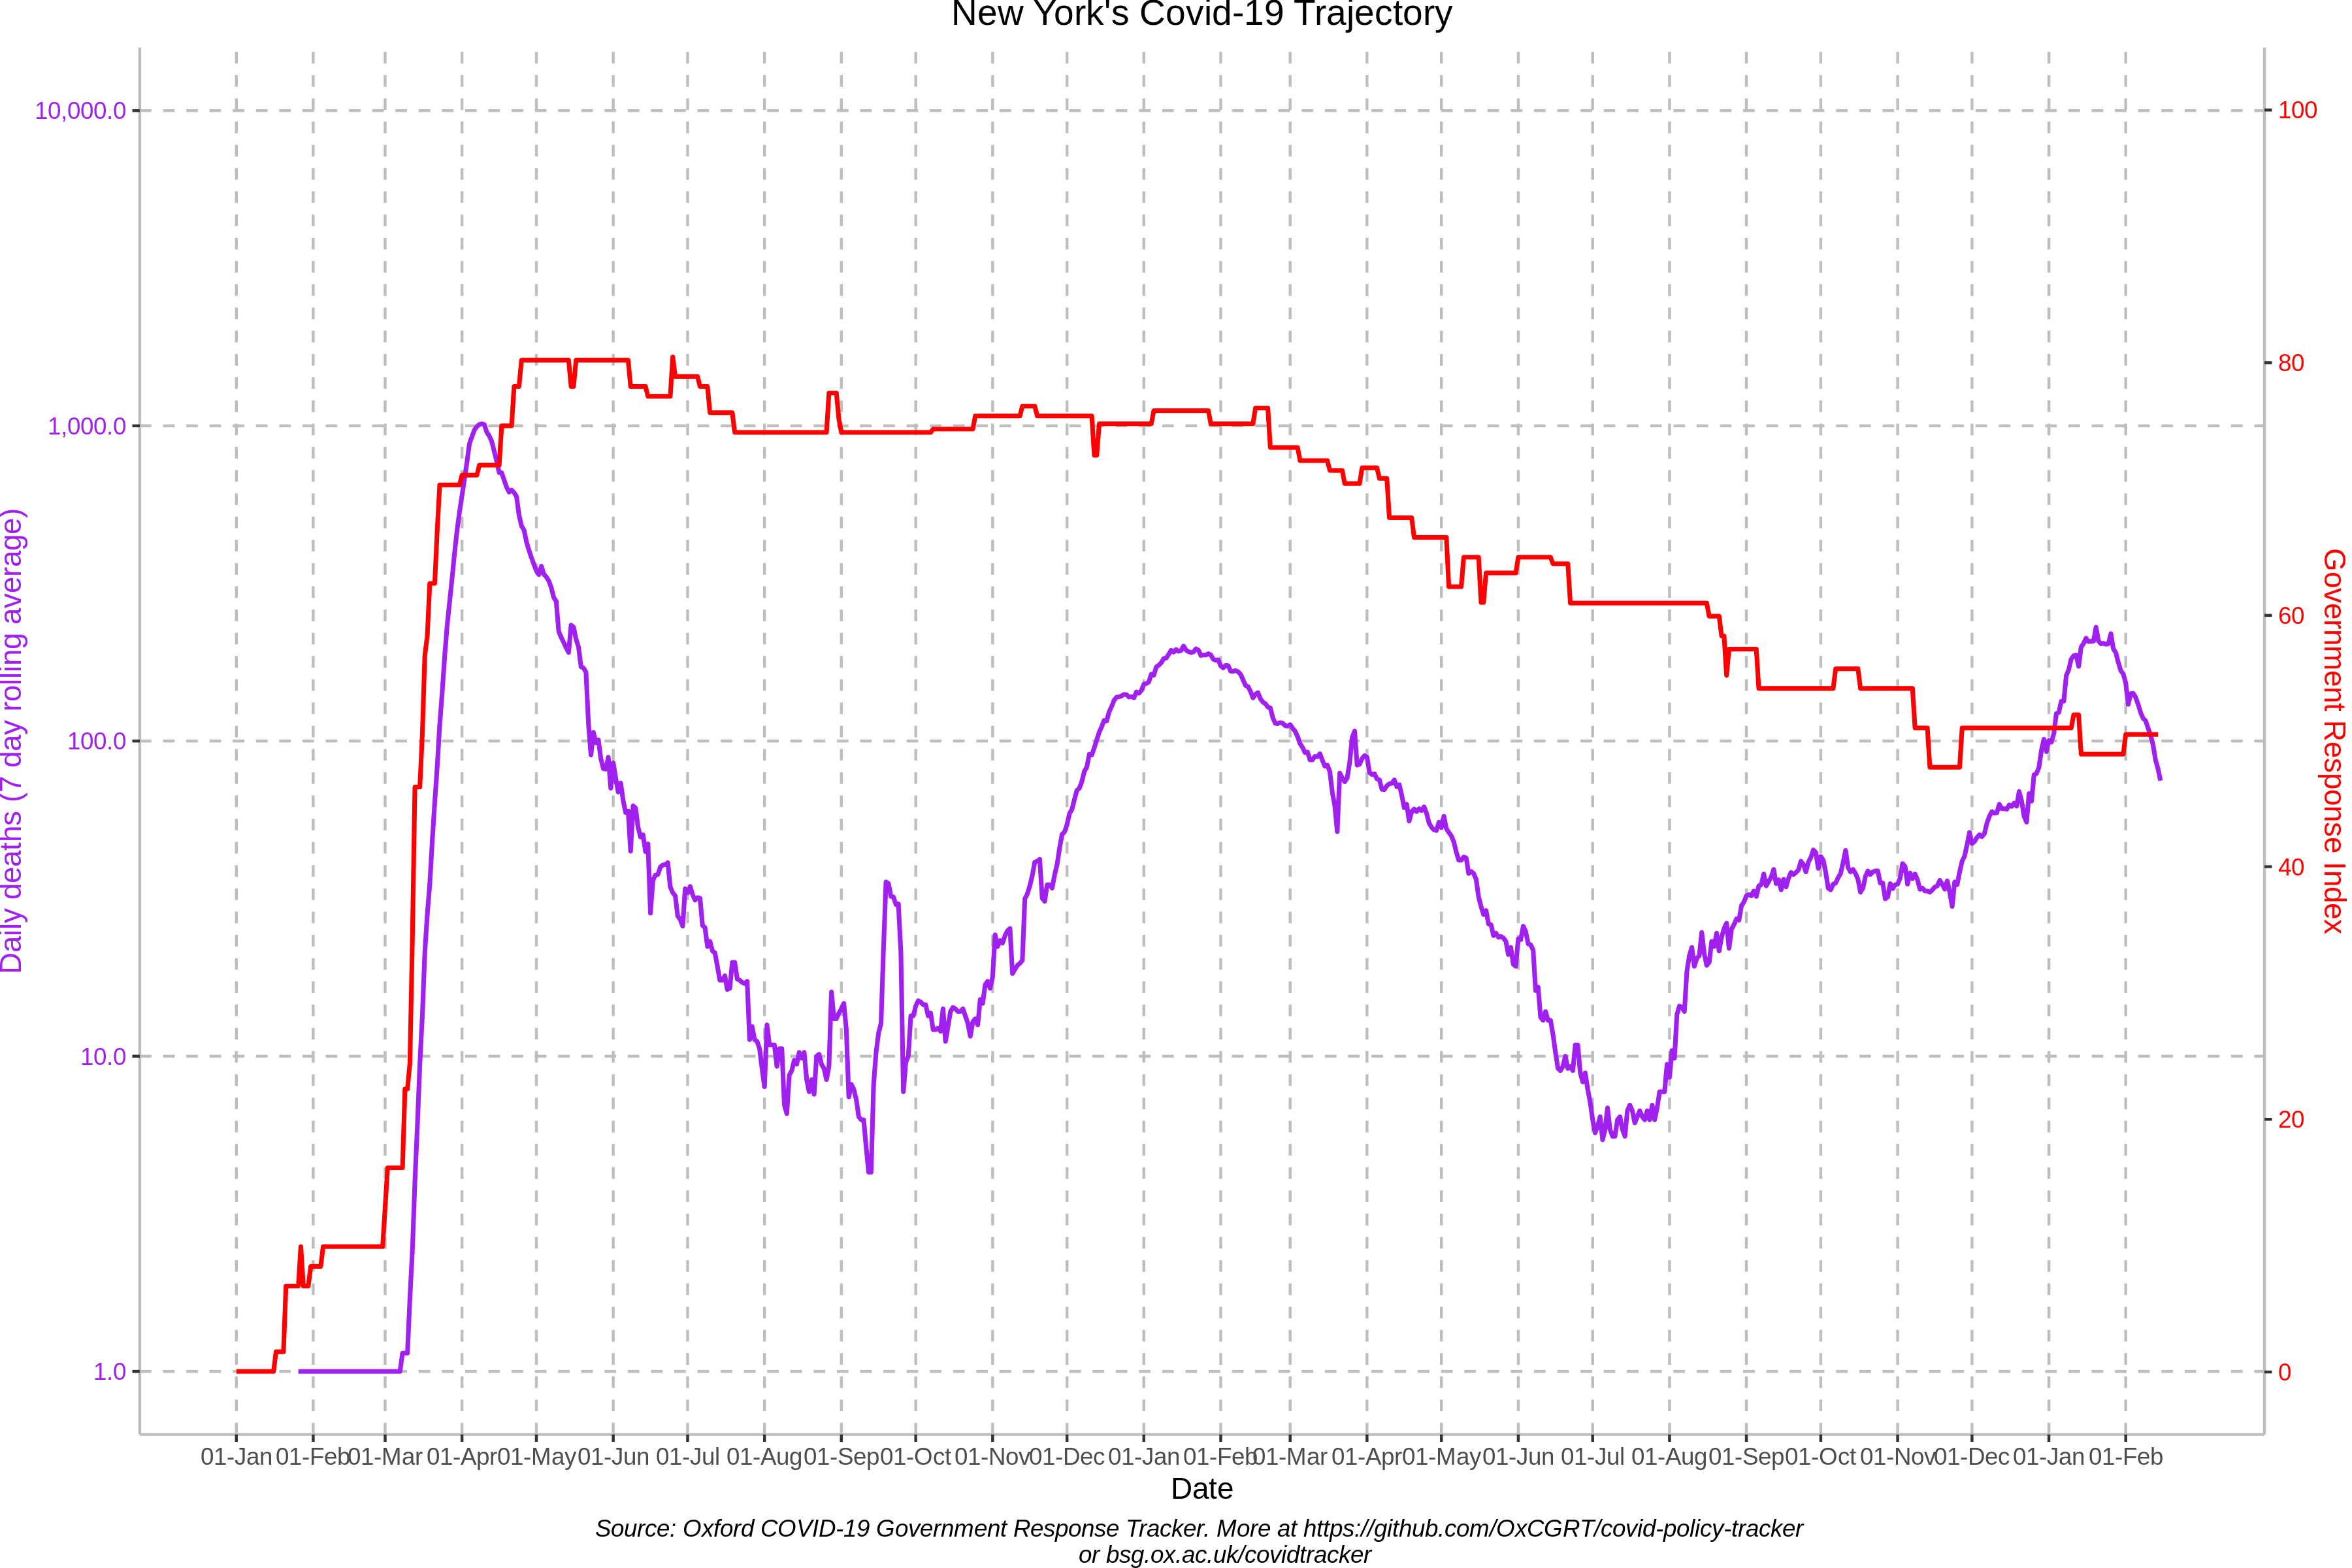 New York's Covid-19 Trajectory
10,000.0
1,000.0
100.0
10.0
1.0
Daily deaths (7 day rolling average)
100
80
60
40
20
0
Government Response Index
01-Jan 01-Feb 01-Mar 01-Apr 01-May 01-Jun 01-Jul 01-Aug 01-Sep 01-Oct 01-Nov 01-Dec 01-Jan 01-Feb 01-Mar 01-Apr 01-May 01-Jun 01-Jul 01-Aug 01-Sep 01-Oct 01-Nov 01-Dec 01-Jan 01-Feb
Date
Source: Oxford COVID-19 Government Response Tracker. More at https://github.com/OxCGRT/covid-policy-tracker
or bsg.ox.ac.uk/covidtracker